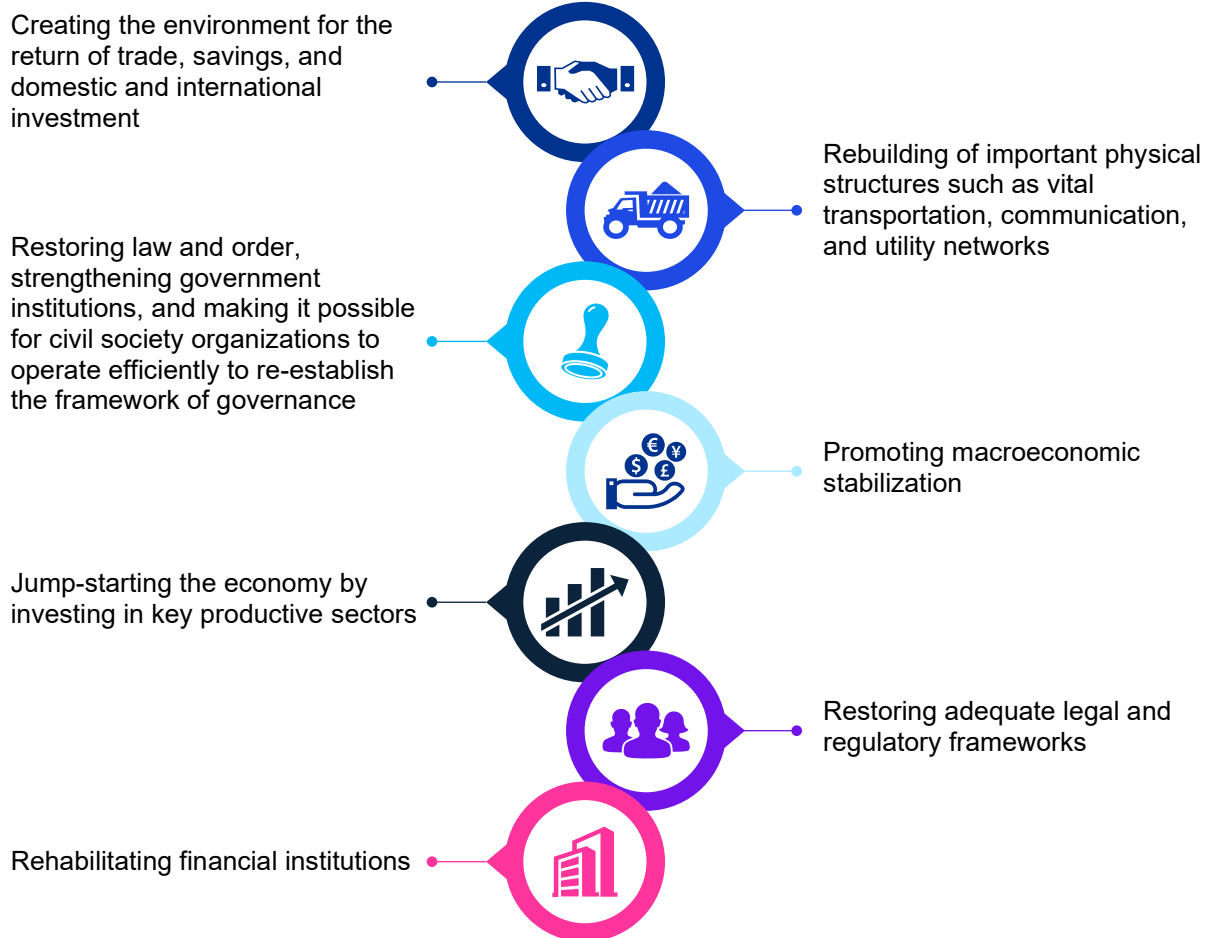 Creating the environment for the
return of trade, savings, and
domestic and international
investment
Rebuilding of important physical
structures such as vital
transportation, communication,
and utility networks
Restoring law and order,
strengthening government
institutions, and making it possible
for civil society organizations to
operate efficiently to re-establish
the framework of governance
€
¥
$
£
Promoting macroeconomic
stabilization
Jump-starting the economy by
investing in key productive sectors
Restoring adequate legal and
regulatory frameworks
Rehabilitating financial institutions